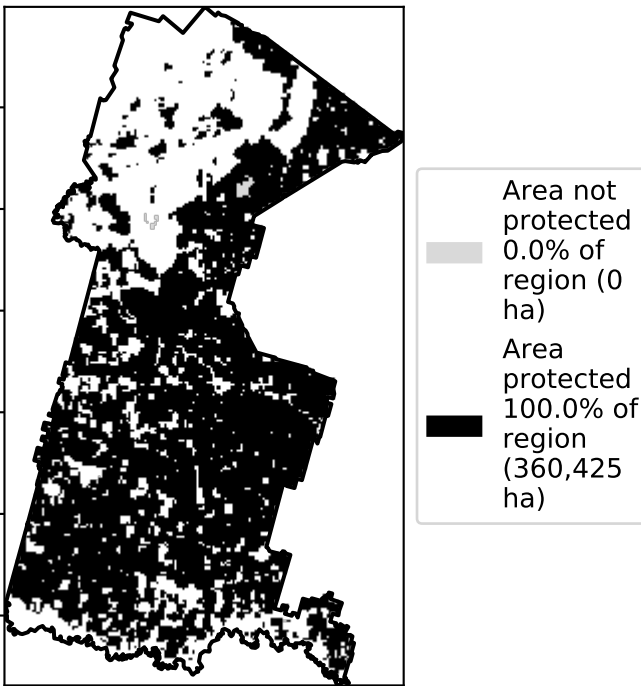 Area not
protected
0.0% of
region (0
ha)
Area
protected
100.0% of
region
(360,425
ha)